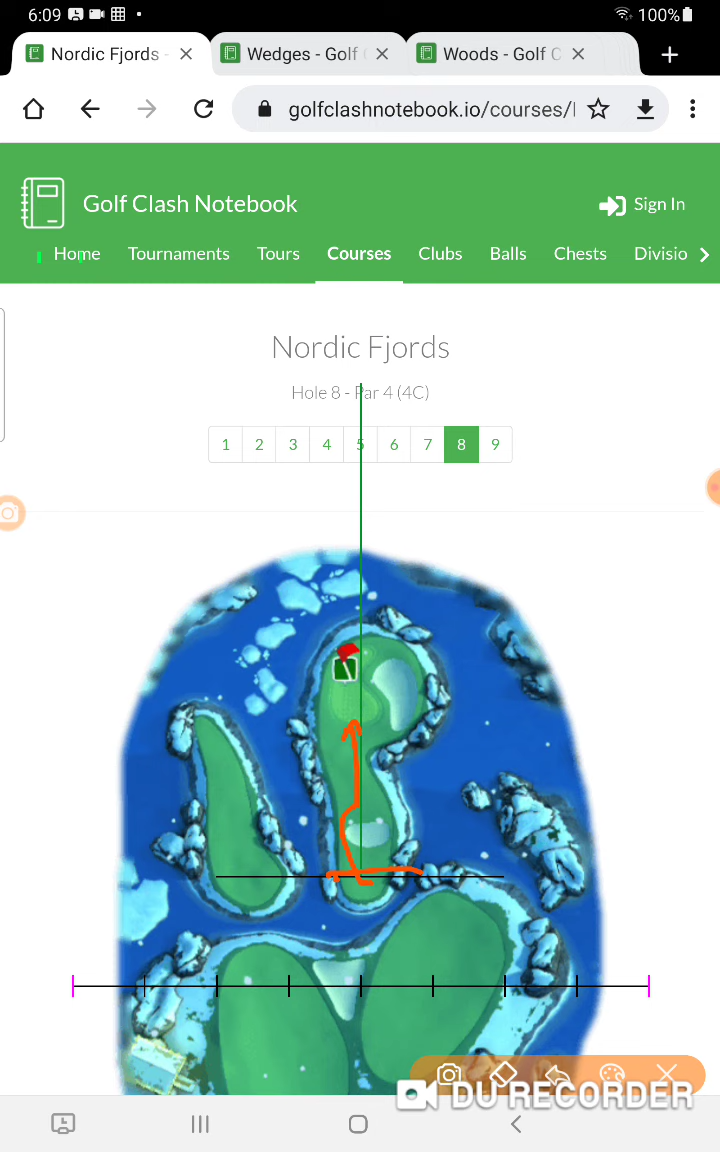 6:09 100%
Nordic Fjords - Wedges - Golf Woods - Golf C
golfclashnotebook.io/courses/
Golf Clash Notebook Sign In
Home Tournaments Tours Courses Clubs Balls Chests Divisio
Nordic Fjords
Hole 8 - Par 4 (4C)
1 2 3 4 5 6 7 8 9
DU RECORDER